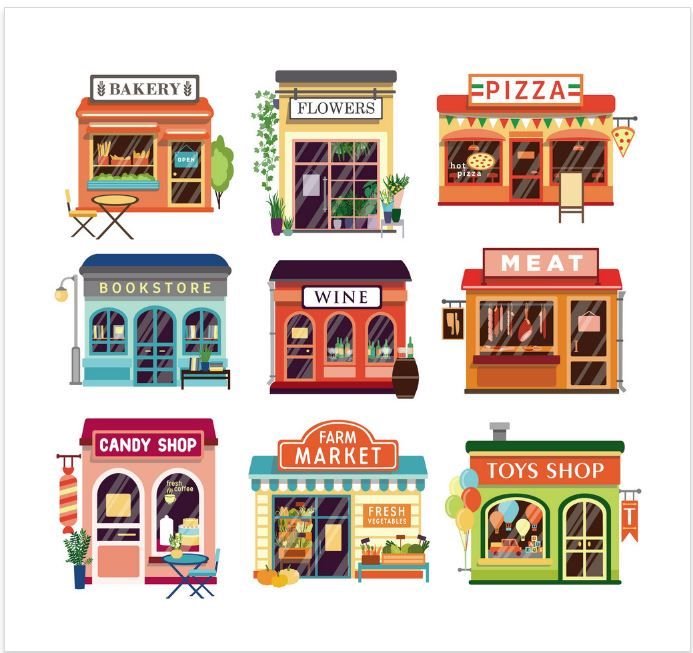 BAKERY
OPEN
FLOWERS
PIZZA
hot
pizza
BOOKSTORE
WINE
MEAT
CANDY SHOP
fresh
coffee
FARM
MARKET
FRESH
VEGETABLES
TOYS SHOP
T